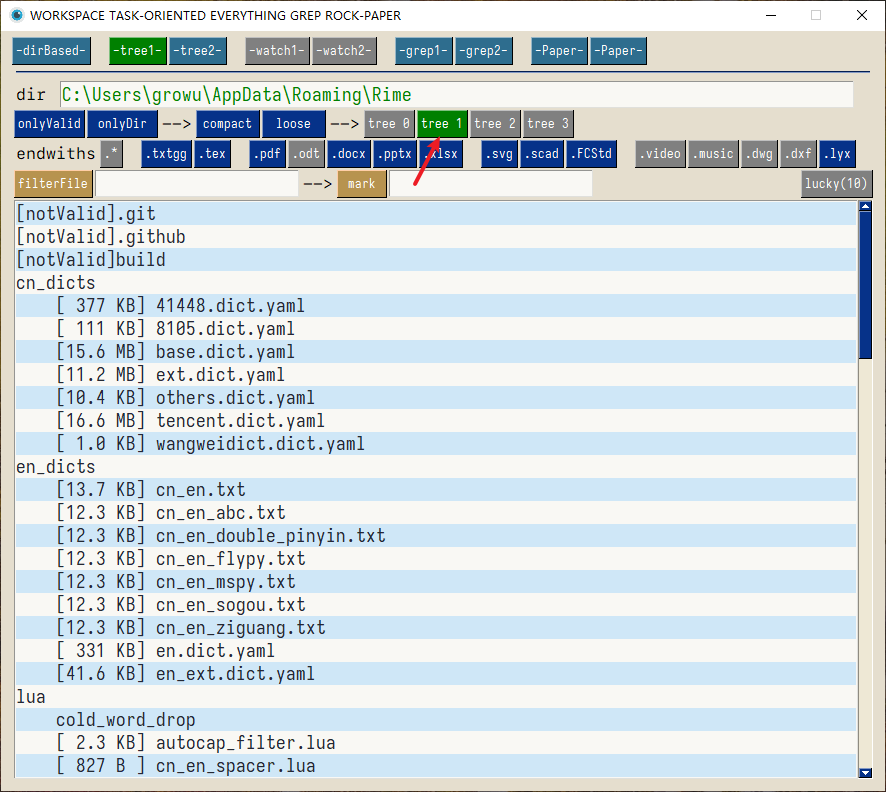 WORKSPACE TASK-ORIENTED EVERYTHING GREP ROCK-PAPER
-dirBased- -tree1- -tree2- -watch1- -watch2- -grep1- -grep2- -Paper- -Paper-
dir C:\Users\growu\AppData\Roaming\Rime
onlyValid onlyDir --> compact loose --> tree 0 tree 1 tree 2 tree 3
endwiths .* .txtgg .tex .pdf .odt .docx .pptx .xlsx .svg .scad .FCStd .video .music .dwg .dxf .lyx
filterFile --> mark lucky(10)
[notValid].git
[notValid].github
[notValid]build
cn_dicts
[ 377 KB] 41448.dict.yaml
[ 111 KB] 8105.dict.yaml
[15.6 MB] base.dict.yaml
[11.2 MB] ext.dict.yaml
[10.4 KB] others.dict.yaml
[16.6 MB] tencent.dict.yaml
[ 1.0 KB] wangweidict.dict.yaml
en_dicts
[13.7 KB] cn_en.txt
[12.3 KB] cn_en_abc.txt
[12.3 KB] cn_en_double_pinyin.txt
[12.3 KB] cn_en_flypy.txt
[12.3 KB] cn_en_mspy.txt
[12.3 KB] cn_en_sogou.txt
[12.3 KB] cn_en_ziguang.txt
[ 331 KB] en.dict.yaml
[41.6 KB] en_ext.dict.yaml
lua
cold_word_drop
[ 2.3 KB] autocap_filter.lua
[ 827 B ] cn_en_spacer.lua